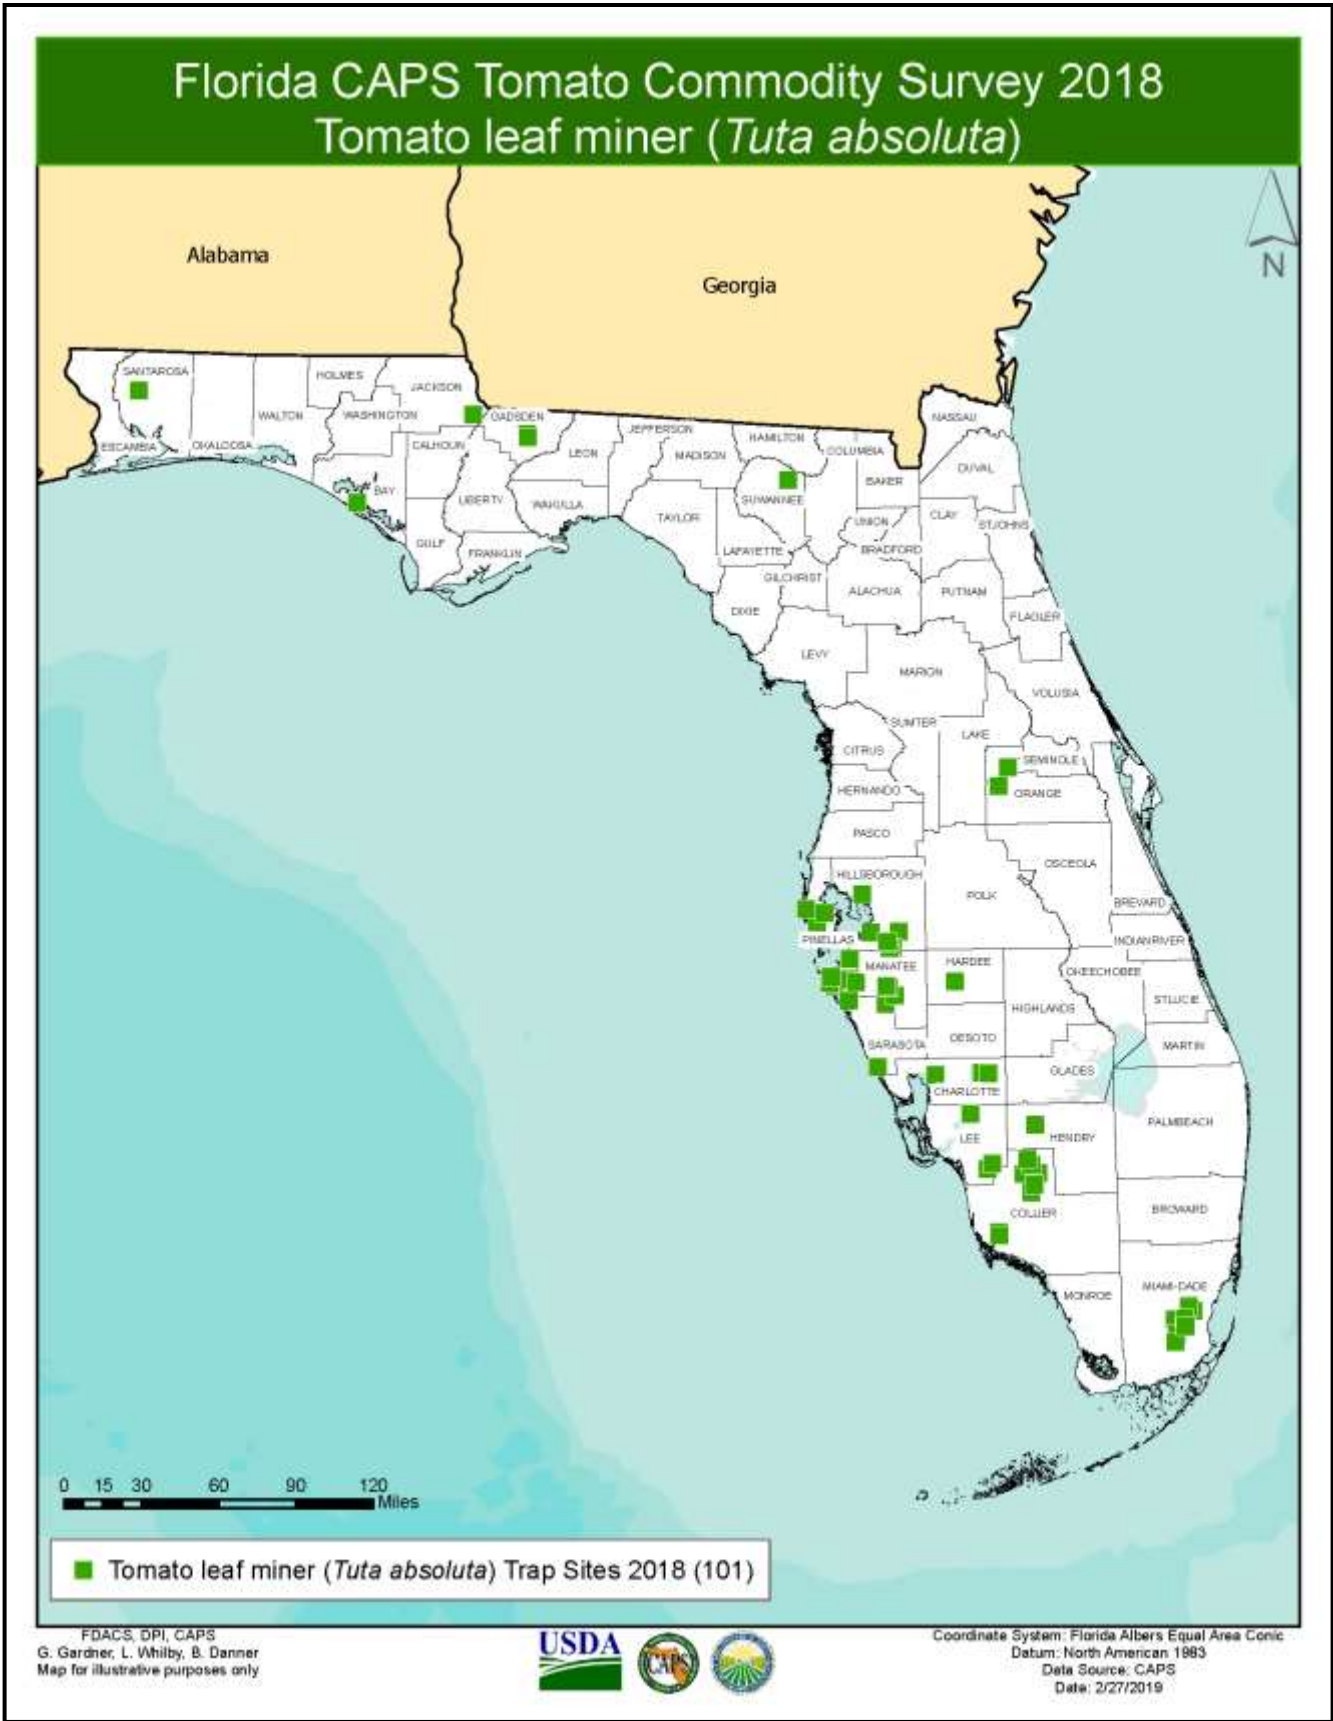 Florida CAPS Tomato Commodity Survey 2018
Tomato leaf miner (Tuta absoluta)
Alabama
Georgia
N
SANTAROSA
HOLMES
JACKSON
WALTON
WASHINGTON
GADSDEN
NASSAU
ESCAMBIA
OKALOOSA
CALHOUN
LEON
JEFFERSON
MADISON
HAMILTON
COLUMBIA
DUVAL
BAKER
BAY
LIBERTY
WAKULLA
TAYLOR
SUWANNEE
UNION
CLAY
STJOHNS
GULF
FRANKLIN
LAFAYETTE
BRADFORD
GILCHRIST
ALACHUA
PUTNAM
DIXIE
FLAGLER
LEVY
MARION
VOLUSIA
SUMTER
LAKE
CITRUS
SEMINOLE
HERNANDO
ORANGE
PASCO
OSCEOLA
HILLSBOROUGH
POLK
BREVARD
PINELLAS
INDIANRIVER
MANATEE
HARDEE
OKEECHOBEE
HIGHLANDS
STLUCIE
SARASOTA
DESOTO
MARTIN
GLADES
CHARLOTTE
LEE
HENDRY
PALMBEACH
COLLIER
BROWARD
MONROE
MIAMI-DADE
0 15 30 60 90 120
Miles
Tomato leaf miner (Tuta absoluta) Trap Sites 2018 (101)
FDACS, DPI, CAPS
G. Gardner, L. Whilby, B. Danner
Map for illustrative purposes only
USDA
CAPS
Coordinate System: Florida Albers Equal Area Conic
Datum: North American 1983
Data Source: CAPS
Date: 2/27/2019